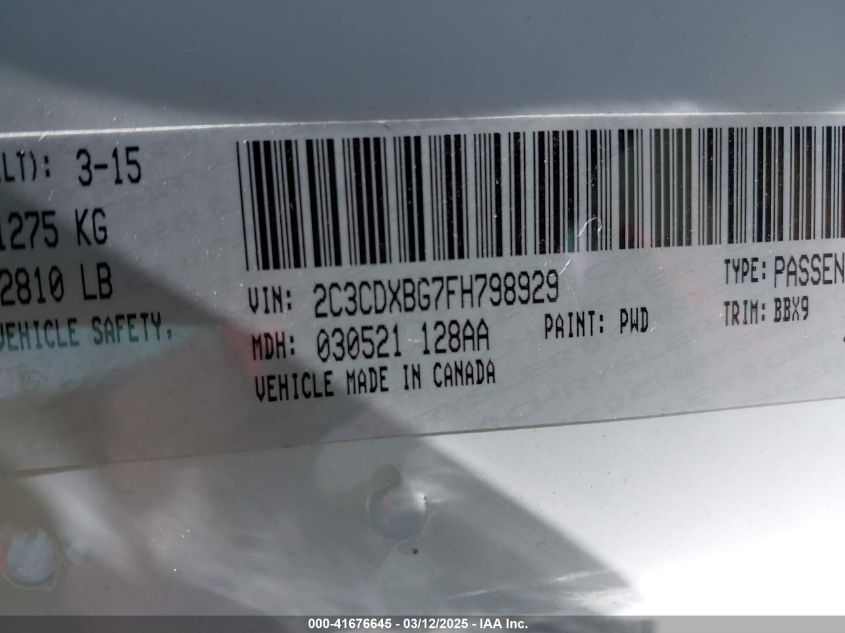 LT): 3-15
1275 KG
2810 LB
VEHICLE SAFETY,
VIN: 2C3CDXBG7FH798929
MDH: 030521 128AA
PAINT: PWD
VEHICLE MADE IN CANADA
TYPE: PASSEN
TRIM: BBX9
000-41676645 - 03/12/2025 - IAA Inc.